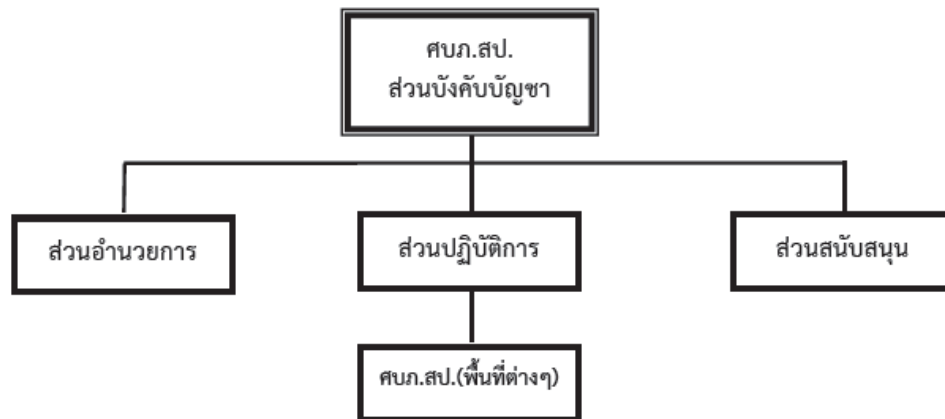 ศบภ.สป.
ส่วนบังคับบัญชา
ส่วนอำนวยการ
ส่วนปฏิบัติการ
ส่วนสนับสนุน
ศบภ.สป.(พื้นที่ต่างๆ)